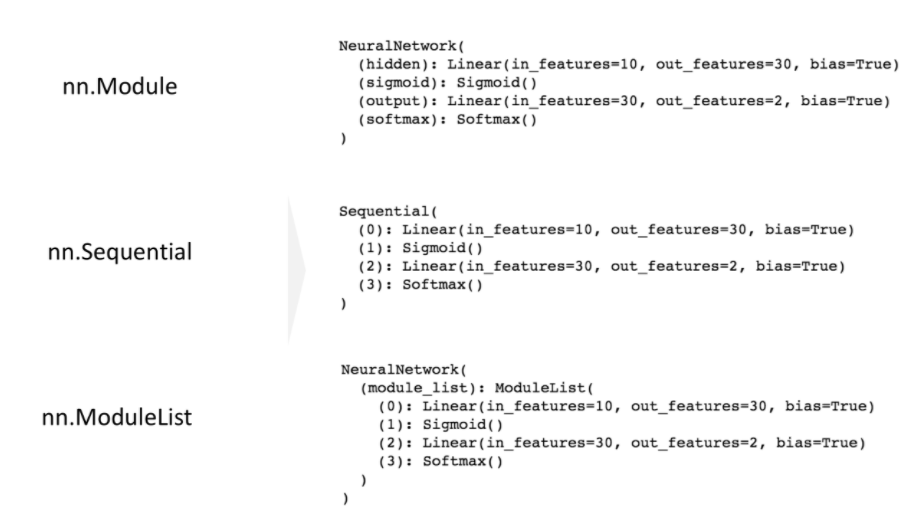 nn.Module
NeuralNetwork(
  (hidden): Linear(in_features=10, out_features=30, bias=True)
  (sigmoid): Sigmoid()
  (output): Linear(in_features=30, out_features=2, bias=True)
  (softmax): Softmax()
)
nn.Sequential
Sequential(
  (0): Linear(in_features=10, out_features=30, bias=True)
  (1): Sigmoid()
  (2): Linear(in_features=30, out_features=2, bias=True)
  (3): Softmax()
)
nn.ModuleList
NeuralNetwork(
  (module_list): ModuleList(
    (0): Linear(in_features=10, out_features=30, bias=True)
    (1): Sigmoid()
    (2): Linear(in_features=30, out_features=2, bias=True)
    (3): Softmax()
  )
)